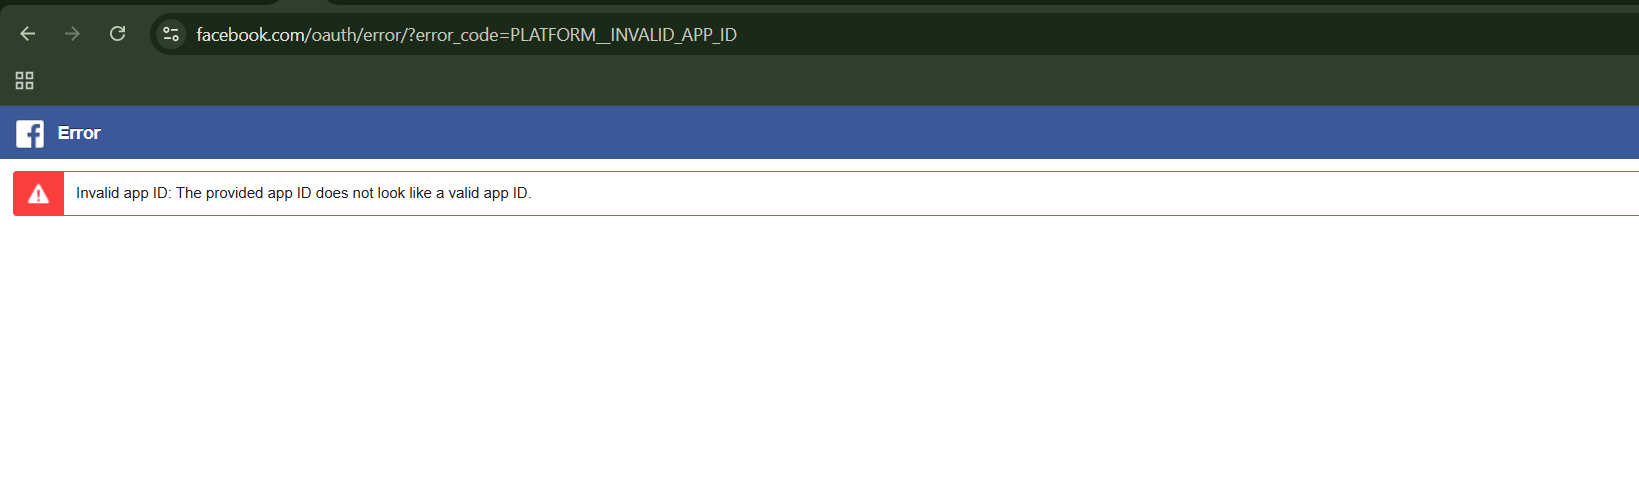 facebook.com/oauth/error/?error_code=PLATFORM__INVALID_APP_ID
Error
Invalid app ID: The provided app ID does not look like a valid app ID.